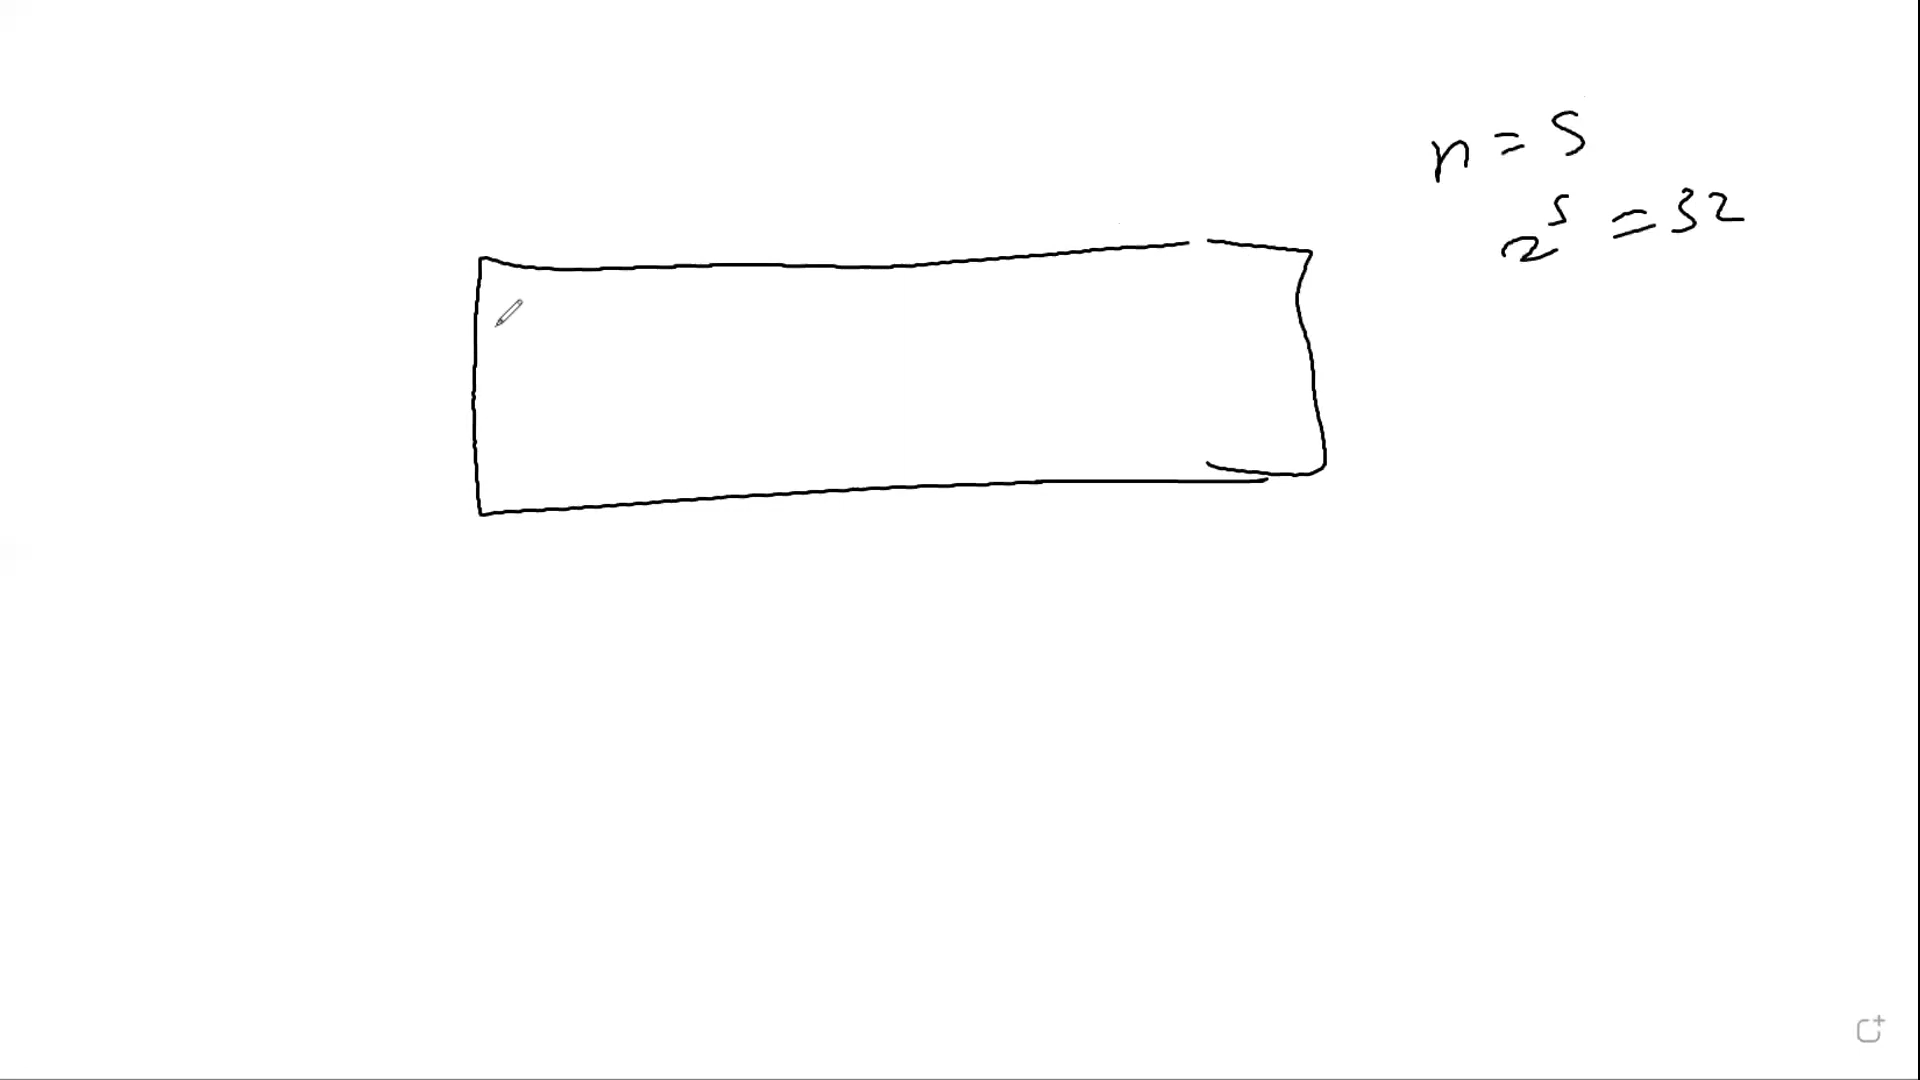 n = 5
2^5 = 32